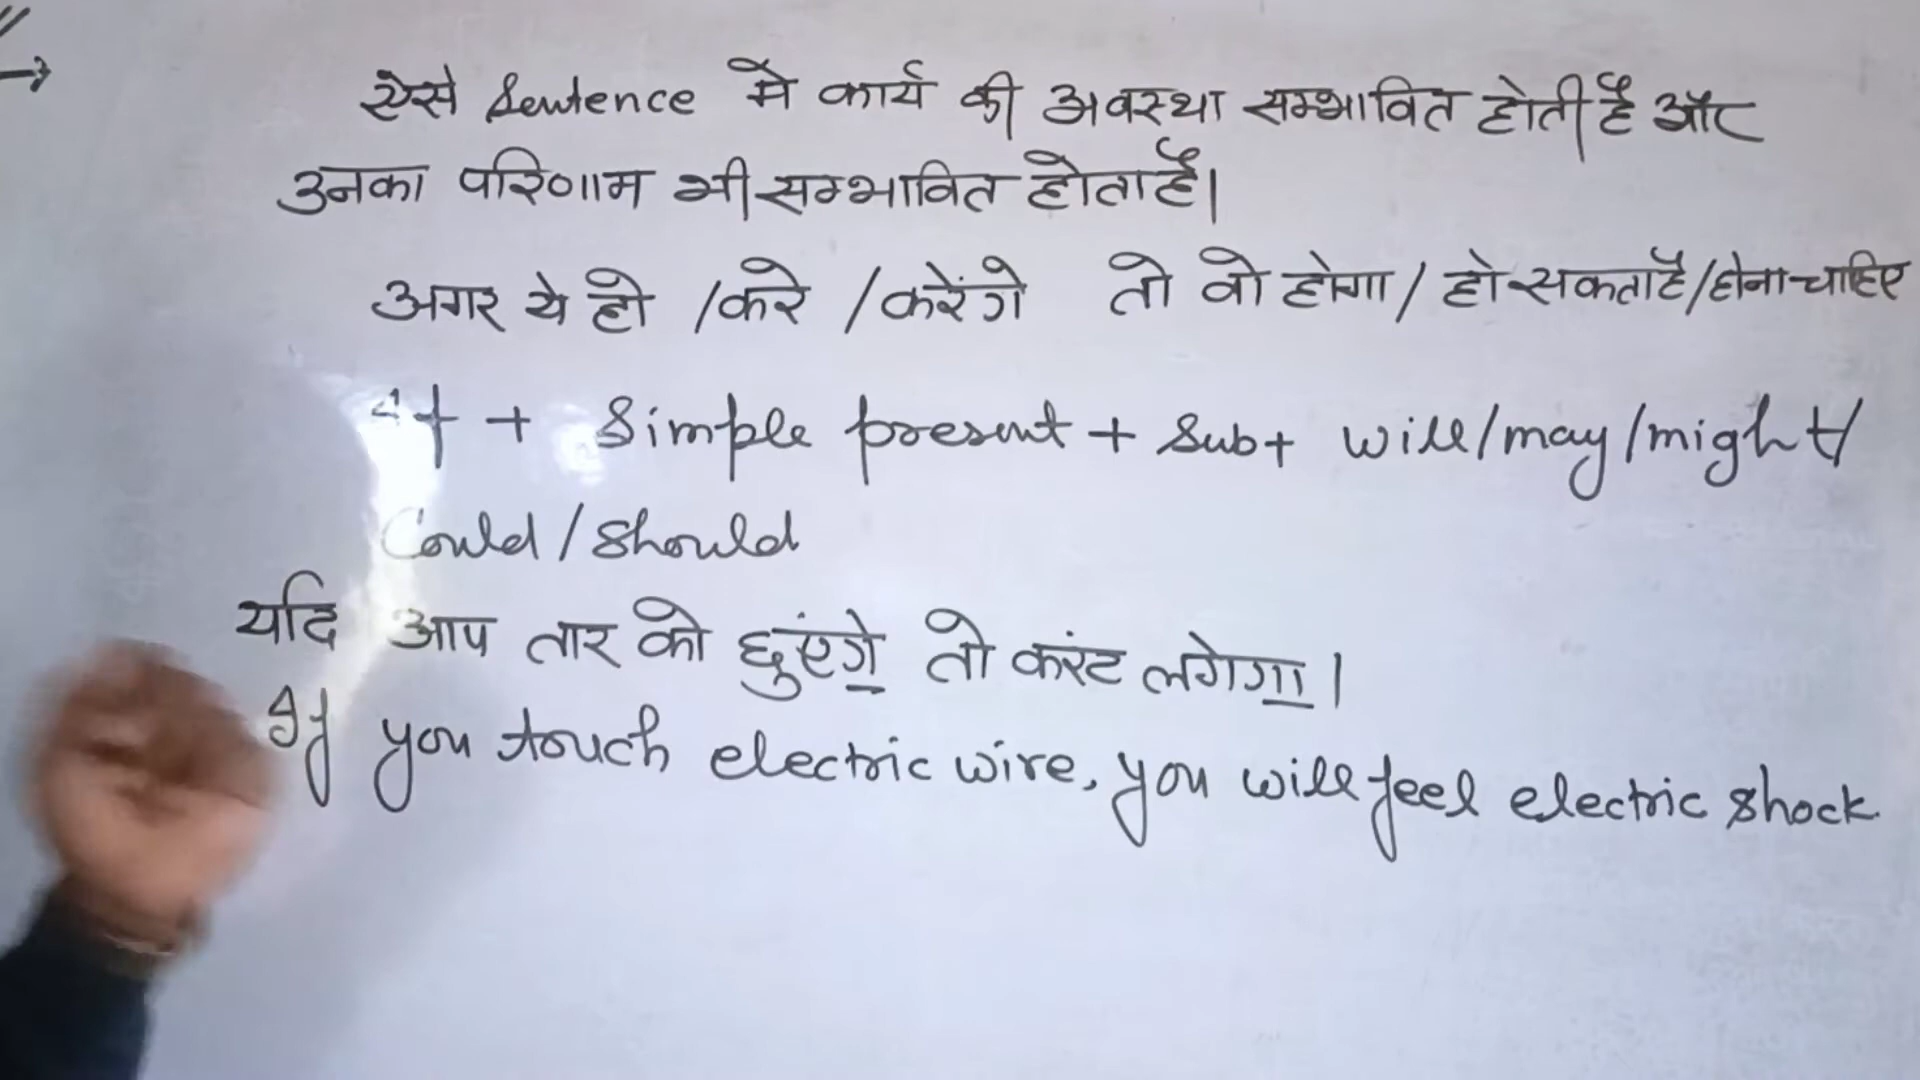 ऐसे Sentence मे कार्य की अवस्था सम्भावित होती है और
उनका परिणाम भी सम्भावित होता है।
अगर ये हो /करे /करेंगे तो वो होगा/ हो सकता है/होना चाहिए
If + Simple present + Sub+ will/may/might/
Could/Should
यदि आप तार को छुएंगे तो करंट लगेगा।
If you touch electric wire, you will feel electric shock